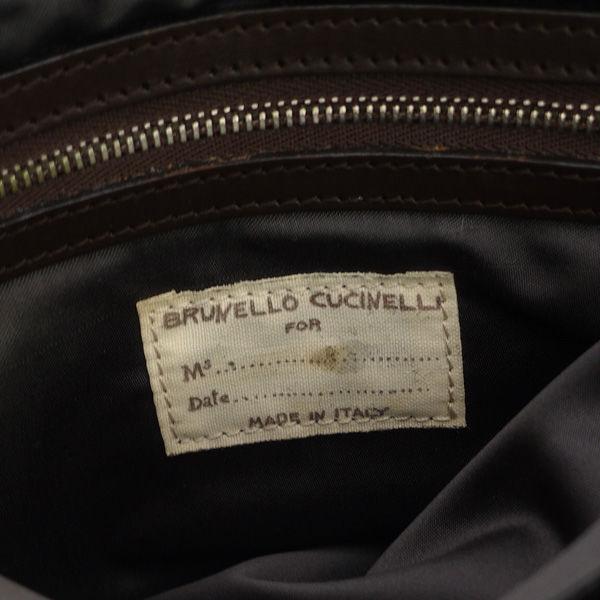 BRUNELLO CUCINELLI
FOR
Ms.....................
Date.....................
MADE IN ITALY